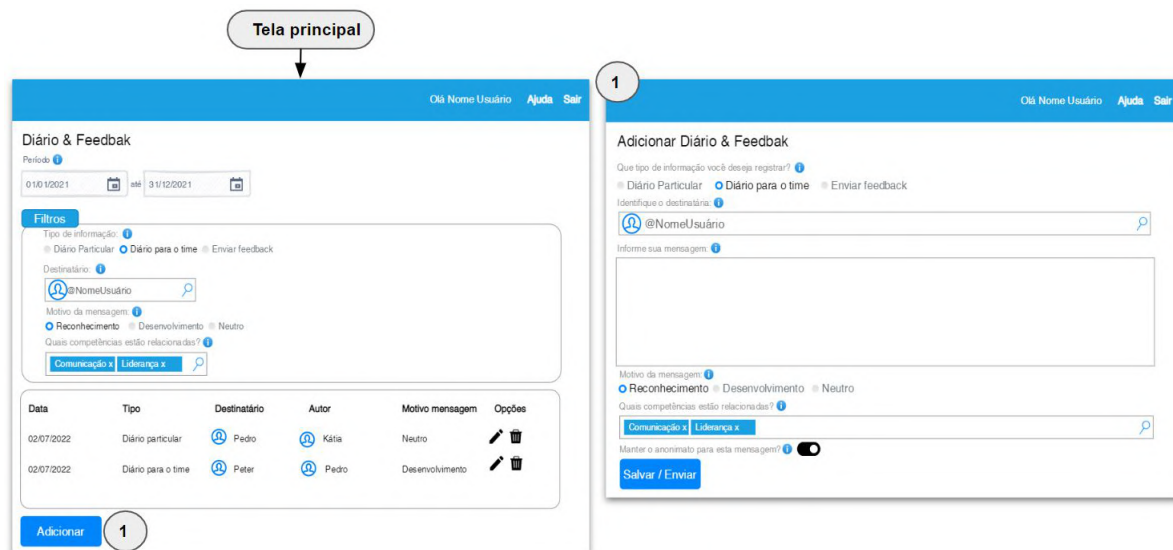 Tela principal
Olá Nome Usuário Ajuda Sair
Diário & Feedbak
Período
01/01/2021 até 31/12/2021
Filtros
Tipo de informação:
Diário Particular Diário para o time Enviar feedback
Destinatário:
@NomeUsuário
Motivo da mensagem:
Reconhecimento Desenvolvimento Neutro
Quais competências estão relacionadas?
Comunicação x Liderança x
Data Tipo Destinatário Autor Motivo mensagem Opções
02/07/2022 Diário particular Pedro Kátia Neutro
02/07/2022 Diário para o time Peter Pedro Desenvolvimento
Adicionar 1
1
Olá Nome Usuário Ajuda Sair
Adicionar Diário & Feedbak
Que tipo de informação você deseja registrar?
Diário Particular Diário para o time Enviar feedback
Identifique o destinatária:
@NomeUsuário
Informe sua mensagem:
Motivo da mensagem:
Reconhecimento Desenvolvimento Neutro
Quais competências estão relacionadas?
Comunicação x Liderança x
Manter o anonimato para esta mensagem?
Salvar / Enviar